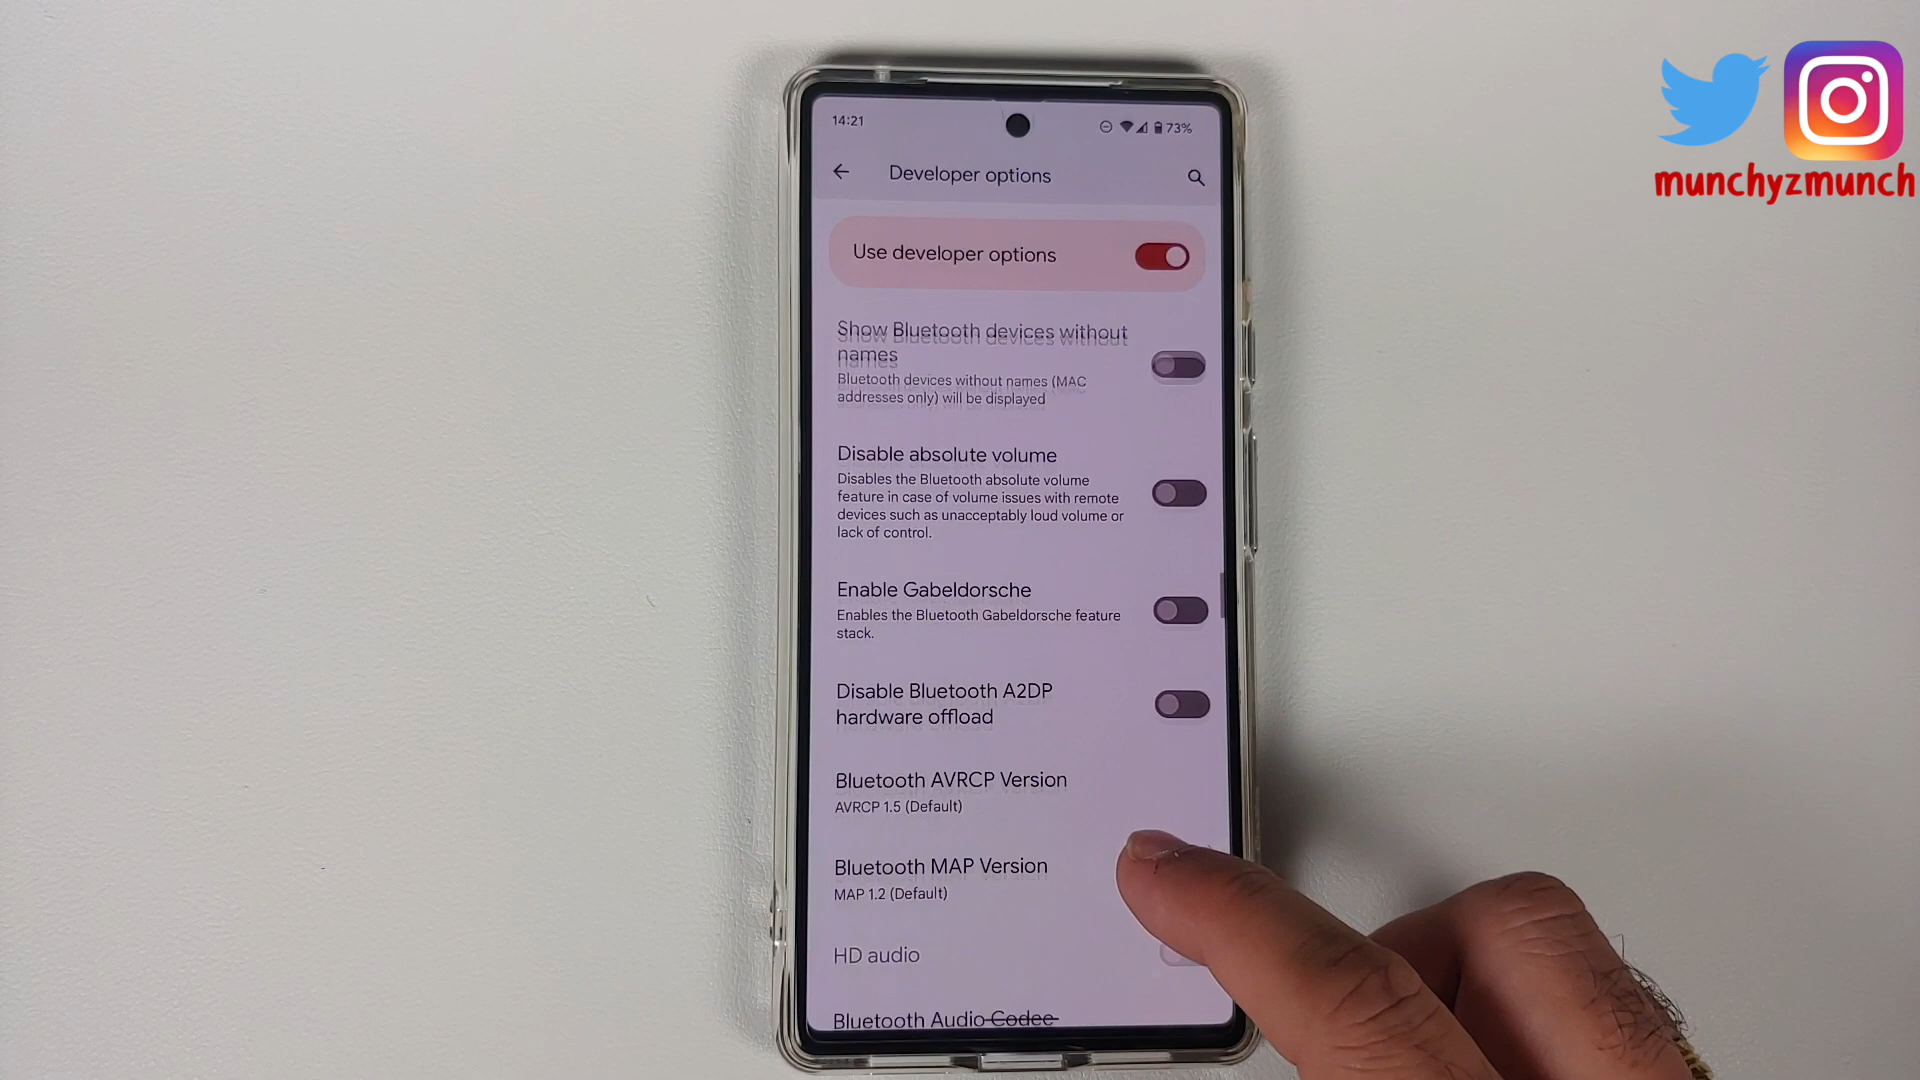 munchyzmunch
14:21
73%
Developer options
Use developer options
Show Bluetooth devices without
names
Bluetooth devices without names (MAC
addresses only) will be displayed
Disable absolute volume
Disables the Bluetooth absolute volume
feature in case of volume issues with remote
devices such as unacceptably loud volume or
lack of control.
Enable Gabeldorsche
Enables the Bluetooth Gabeldorsche feature
stack.
Disable Bluetooth A2DP
hardware offload
Bluetooth AVRCP Version
AVRCP 1.5 (Default)
Bluetooth MAP Version
MAP 1.2 (Default)
HD audio
Bluetooth Audio Codec